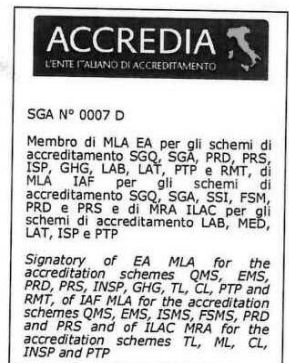 ACCREDIA
L'ENTE ITALIANO DI ACCREDITAMENTO
SGA N° 0007 D
Membro di MLA EA per gli schemi di
accreditamento SGQ, SGA, PRD, PRS,
ISP, GHG, LAB, LAT, PTP e RMT, di
MLA IAF per gli schemi di
accreditamento SGQ, SGA, SSI, FSM,
PRD e PRS e di MRA ILAC per gli
schemi di accreditamento LAB, MED,
LAT, ISP e PTP
Signatory of EA MLA for the
accreditation schemes QMS, EMS,
PRD, PRS, INSP, GHG, TL, CL, PTP and
RMT, of IAF MLA for the accreditation
schemes QMS, EMS, ISMS, FSMS, PRD
and PRS and of ILAC MRA for the
accreditation schemes TL, ML, CL,
INSP and PTP